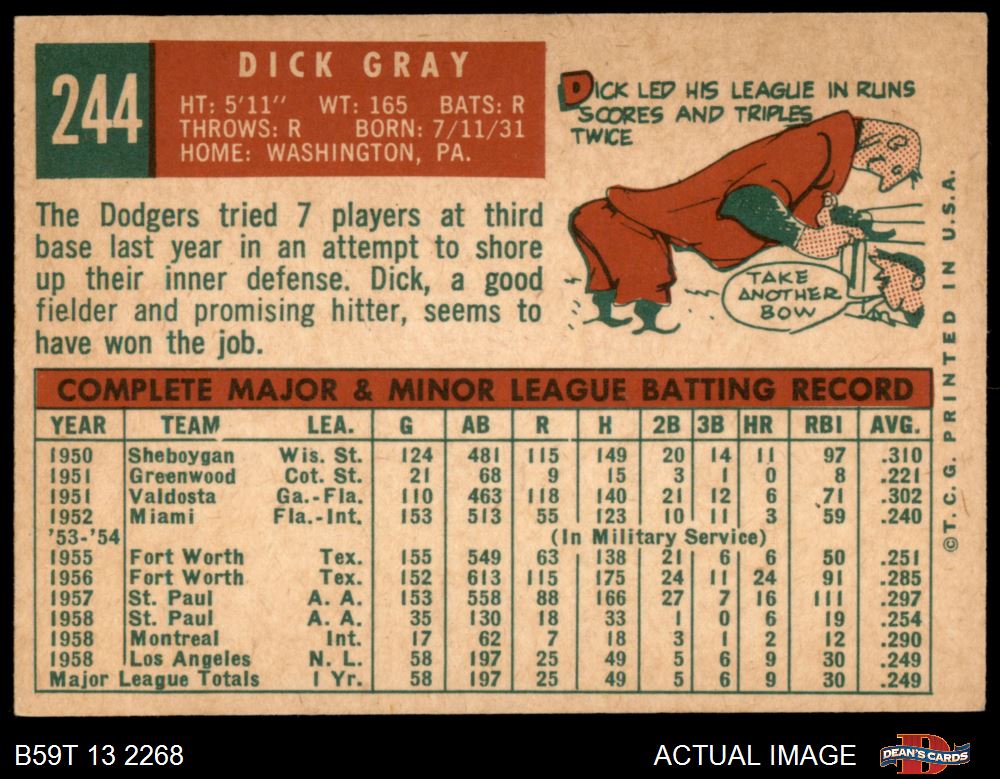 244
DICK GRAY
HT: 5'11" WT: 165 BATS: R
THROWS: R BORN: 7/11/31
HOME: WASHINGTON, PA.
The Dodgers tried 7 players at third
base last year in an attempt to shore
up their inner defense. Dick, a good
fielder and promising hitter, seems to
have won the job.
DICK LED HIS LEAGUE IN RUNS
SCORES AND TRIPLES
TWICE
TAKE
ANOTHER
BOW
COMPLETE MAJOR & MINOR LEAGUE BATTING RECORD
YEAR TEAM LEA. G AB R H 2B 3B HR RBI AVG.
1950 Sheboygan Wis. St. 124 481 115 149 20 14 11 97 .310
1951 Greenwood Cot. St. 21 68 9 15 3 1 0 8 .221
1951 Valdosta Ga.-Fla. 110 463 118 140 21 12 6 71 .302
1952 Miami Fla.-Int. 153 513 55 123 10 11 3 59 .240
'53-'54 (In Military Service)
1955 Fort Worth Tex. 155 549 63 138 21 6 6 50 .251
1956 Fort Worth Tex. 152 613 115 175 24 11 24 91 .285
1957 St. Paul A. A. 153 558 88 166 27 7 16 111 .297
1958 St. Paul A. A. 35 130 18 33 1 0 6 19 .254
1958 Montreal Int. 17 62 7 18 3 1 2 12 .290
1958 Los Angeles N. L. 58 197 25 49 5 6 9 30 .249
Major League Totals 1 Yr. 58 197 25 49 5 6 9 30 .249
©T.C.G. PRINTED IN U.S.A.
B59T 13 2268
ACTUAL IMAGE
DEAN'S CARDS